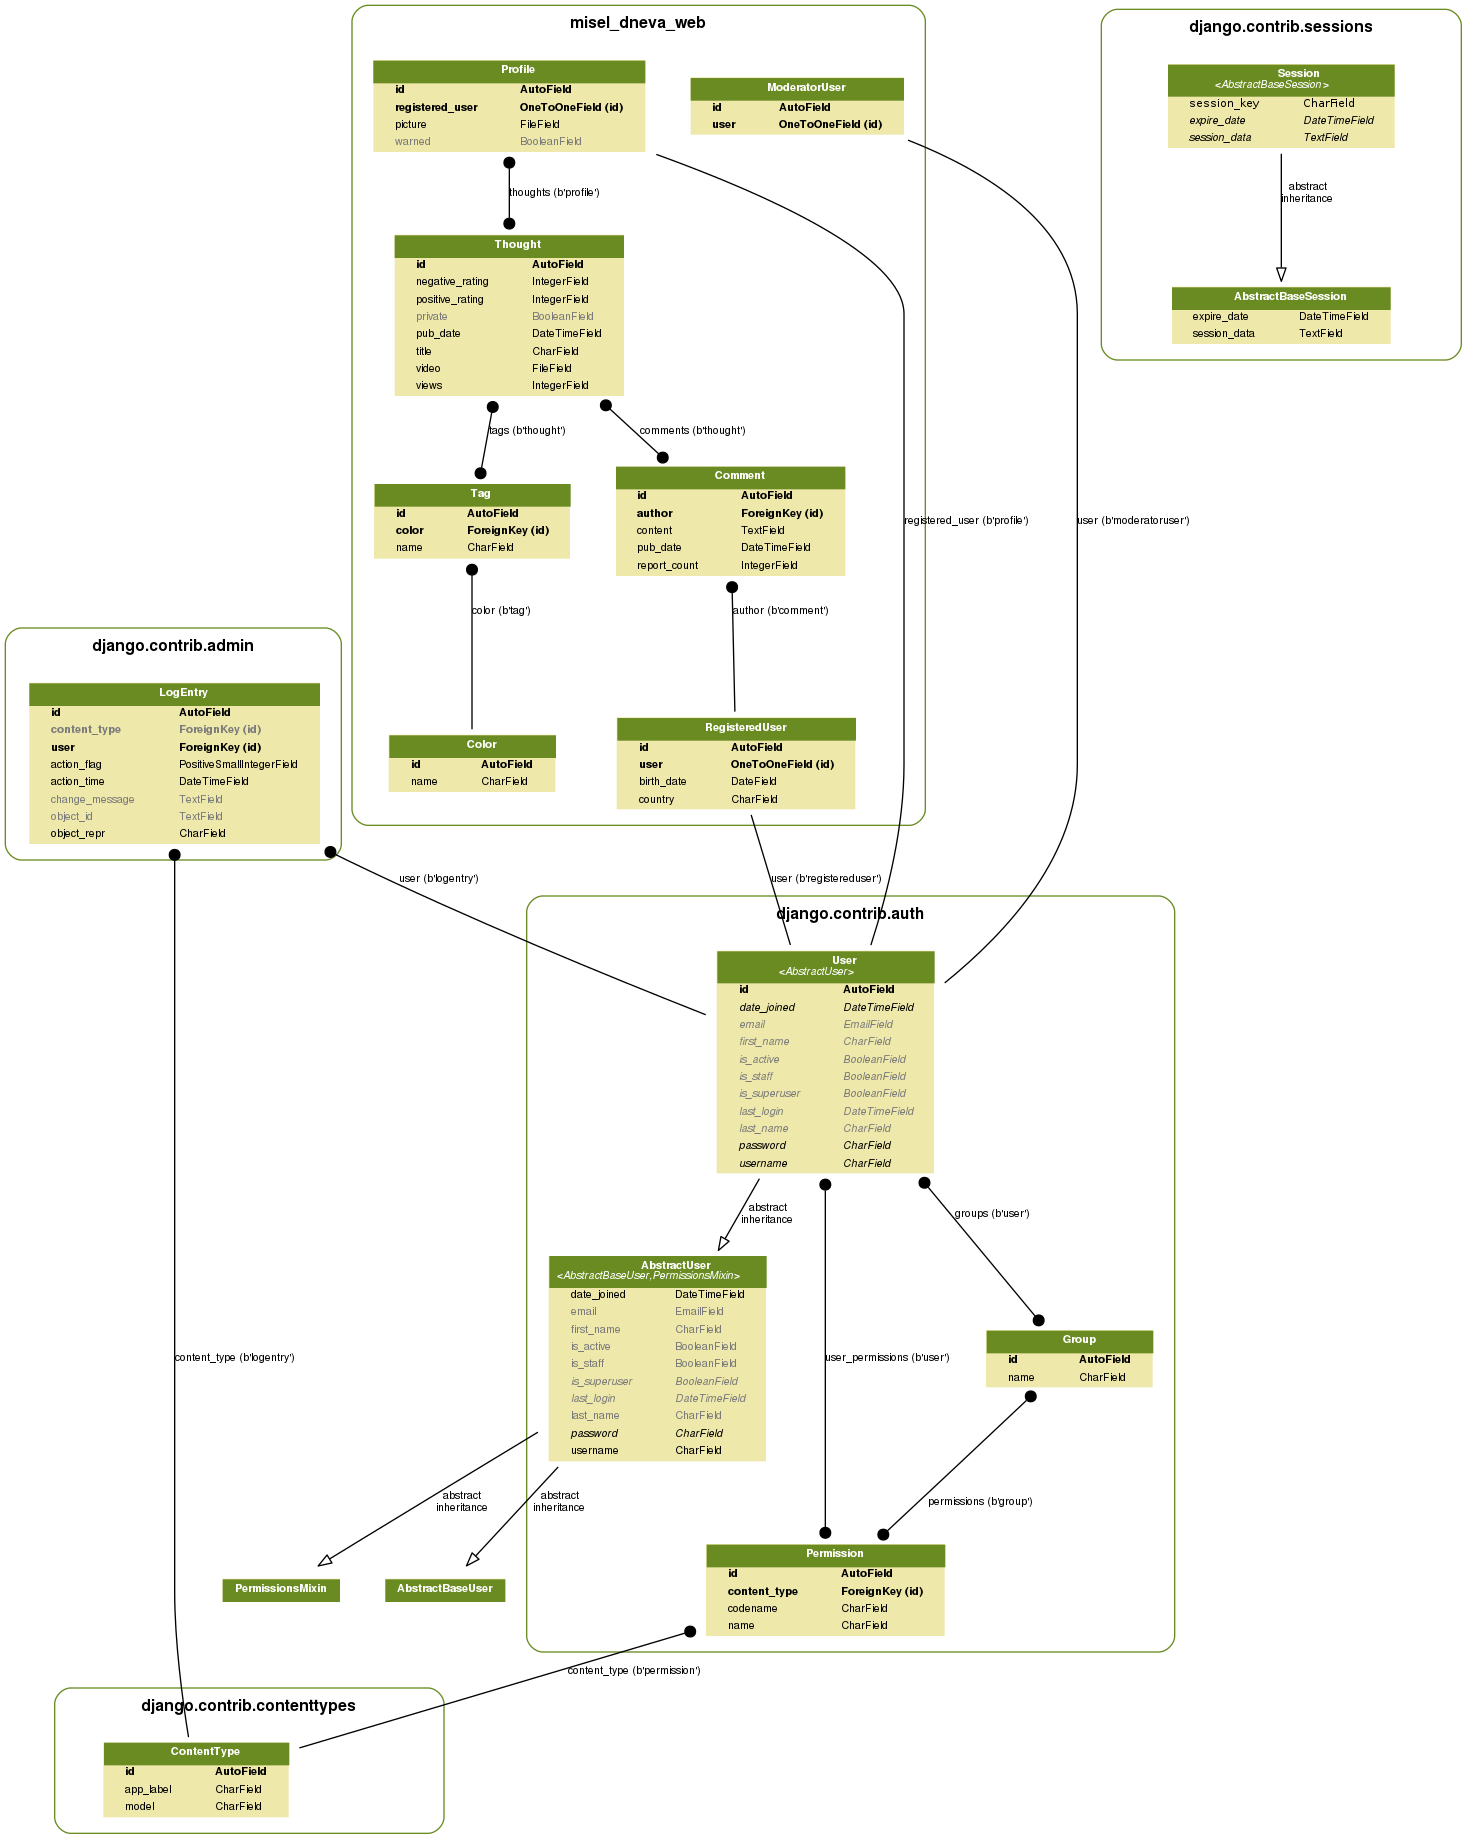 misel_dneva_web
Profile
id AutoField
registered_user OneToOneField (id)
picture FileField
warned BooleanField
ModeratorUser
id AutoField
user OneToOneField (id)
thoughts (b'profile')
Thought
id AutoField
negative_rating IntegerField
positive_rating IntegerField
private BooleanField
pub_date DateTimeField
title CharField
video FileField
views IntegerField
tags (b'thought')
comments (b'thought')
Tag
id AutoField
color ForeignKey (id)
name CharField
Comment
id AutoField
author ForeignKey (id)
content TextField
pub_date DateTimeField
report_count IntegerField
color (b'tag')
author (b'comment')
Color
id AutoField
name CharField
RegisteredUser
id AutoField
user OneToOneField (id)
birth_date DateField
country CharField
registered_user (b'profile')
user (b'moderatoruser')
django.contrib.sessions
Session
<AbstractBaseSession>
session_key CharField
expire_date DateTimeField
session_data TextField
abstract
inheritance
AbstractBaseSession
expire_date DateTimeField
session_data TextField
django.contrib.admin
LogEntry
id AutoField
content_type ForeignKey (id)
user ForeignKey (id)
action_flag PositiveSmallIntegerField
action_time DateTimeField
change_message TextField
object_id TextField
object_repr CharField
user (b'logentry')
user (b'registereduser')
django.contrib.auth
User
<AbstractUser>
id AutoField
date_joined DateTimeField
email EmailField
first_name CharField
is_active BooleanField
is_staff BooleanField
is_superuser BooleanField
last_login DateTimeField
last_name CharField
password CharField
username CharField
abstract
inheritance
groups (b'user')
AbstractUser
<AbstractBaseUser,PermissionsMixin>
date_joined DateTimeField
email EmailField
first_name CharField
is_active BooleanField
is_staff BooleanField
is_superuser BooleanField
last_login DateTimeField
last_name CharField
password CharField
username CharField
content_type (b'logentry')
user_permissions (b'user')
Group
id AutoField
name CharField
abstract
inheritance
abstract
inheritance
permissions (b'group')
PermissionsMixin
AbstractBaseUser
Permission
id AutoField
content_type ForeignKey (id)
codename CharField
name CharField
content_type (b'permission')
django.contrib.contenttypes
ContentType
id AutoField
app_label CharField
model CharField